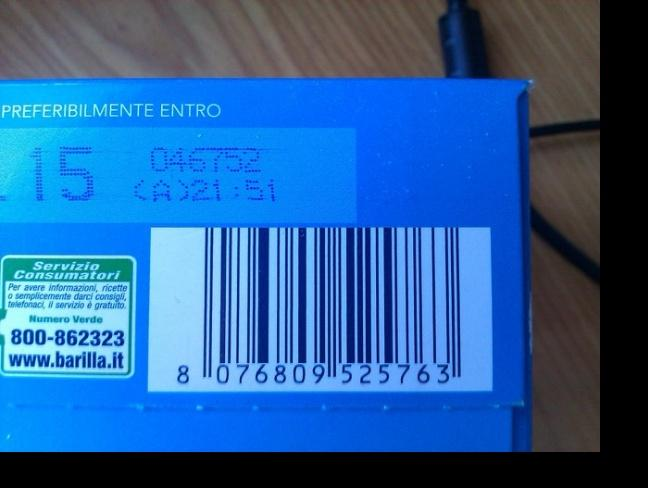 PREFERIBILMENTE ENTRO
15 046752
(A)21:51
Servizio
Consumatori
Per avere informazioni, ricette
o semplicemente darci consigli,
telefonaci, il servizio è gratuito.
Numero Verde
800-862323
www.barilla.it
8 076809 525763